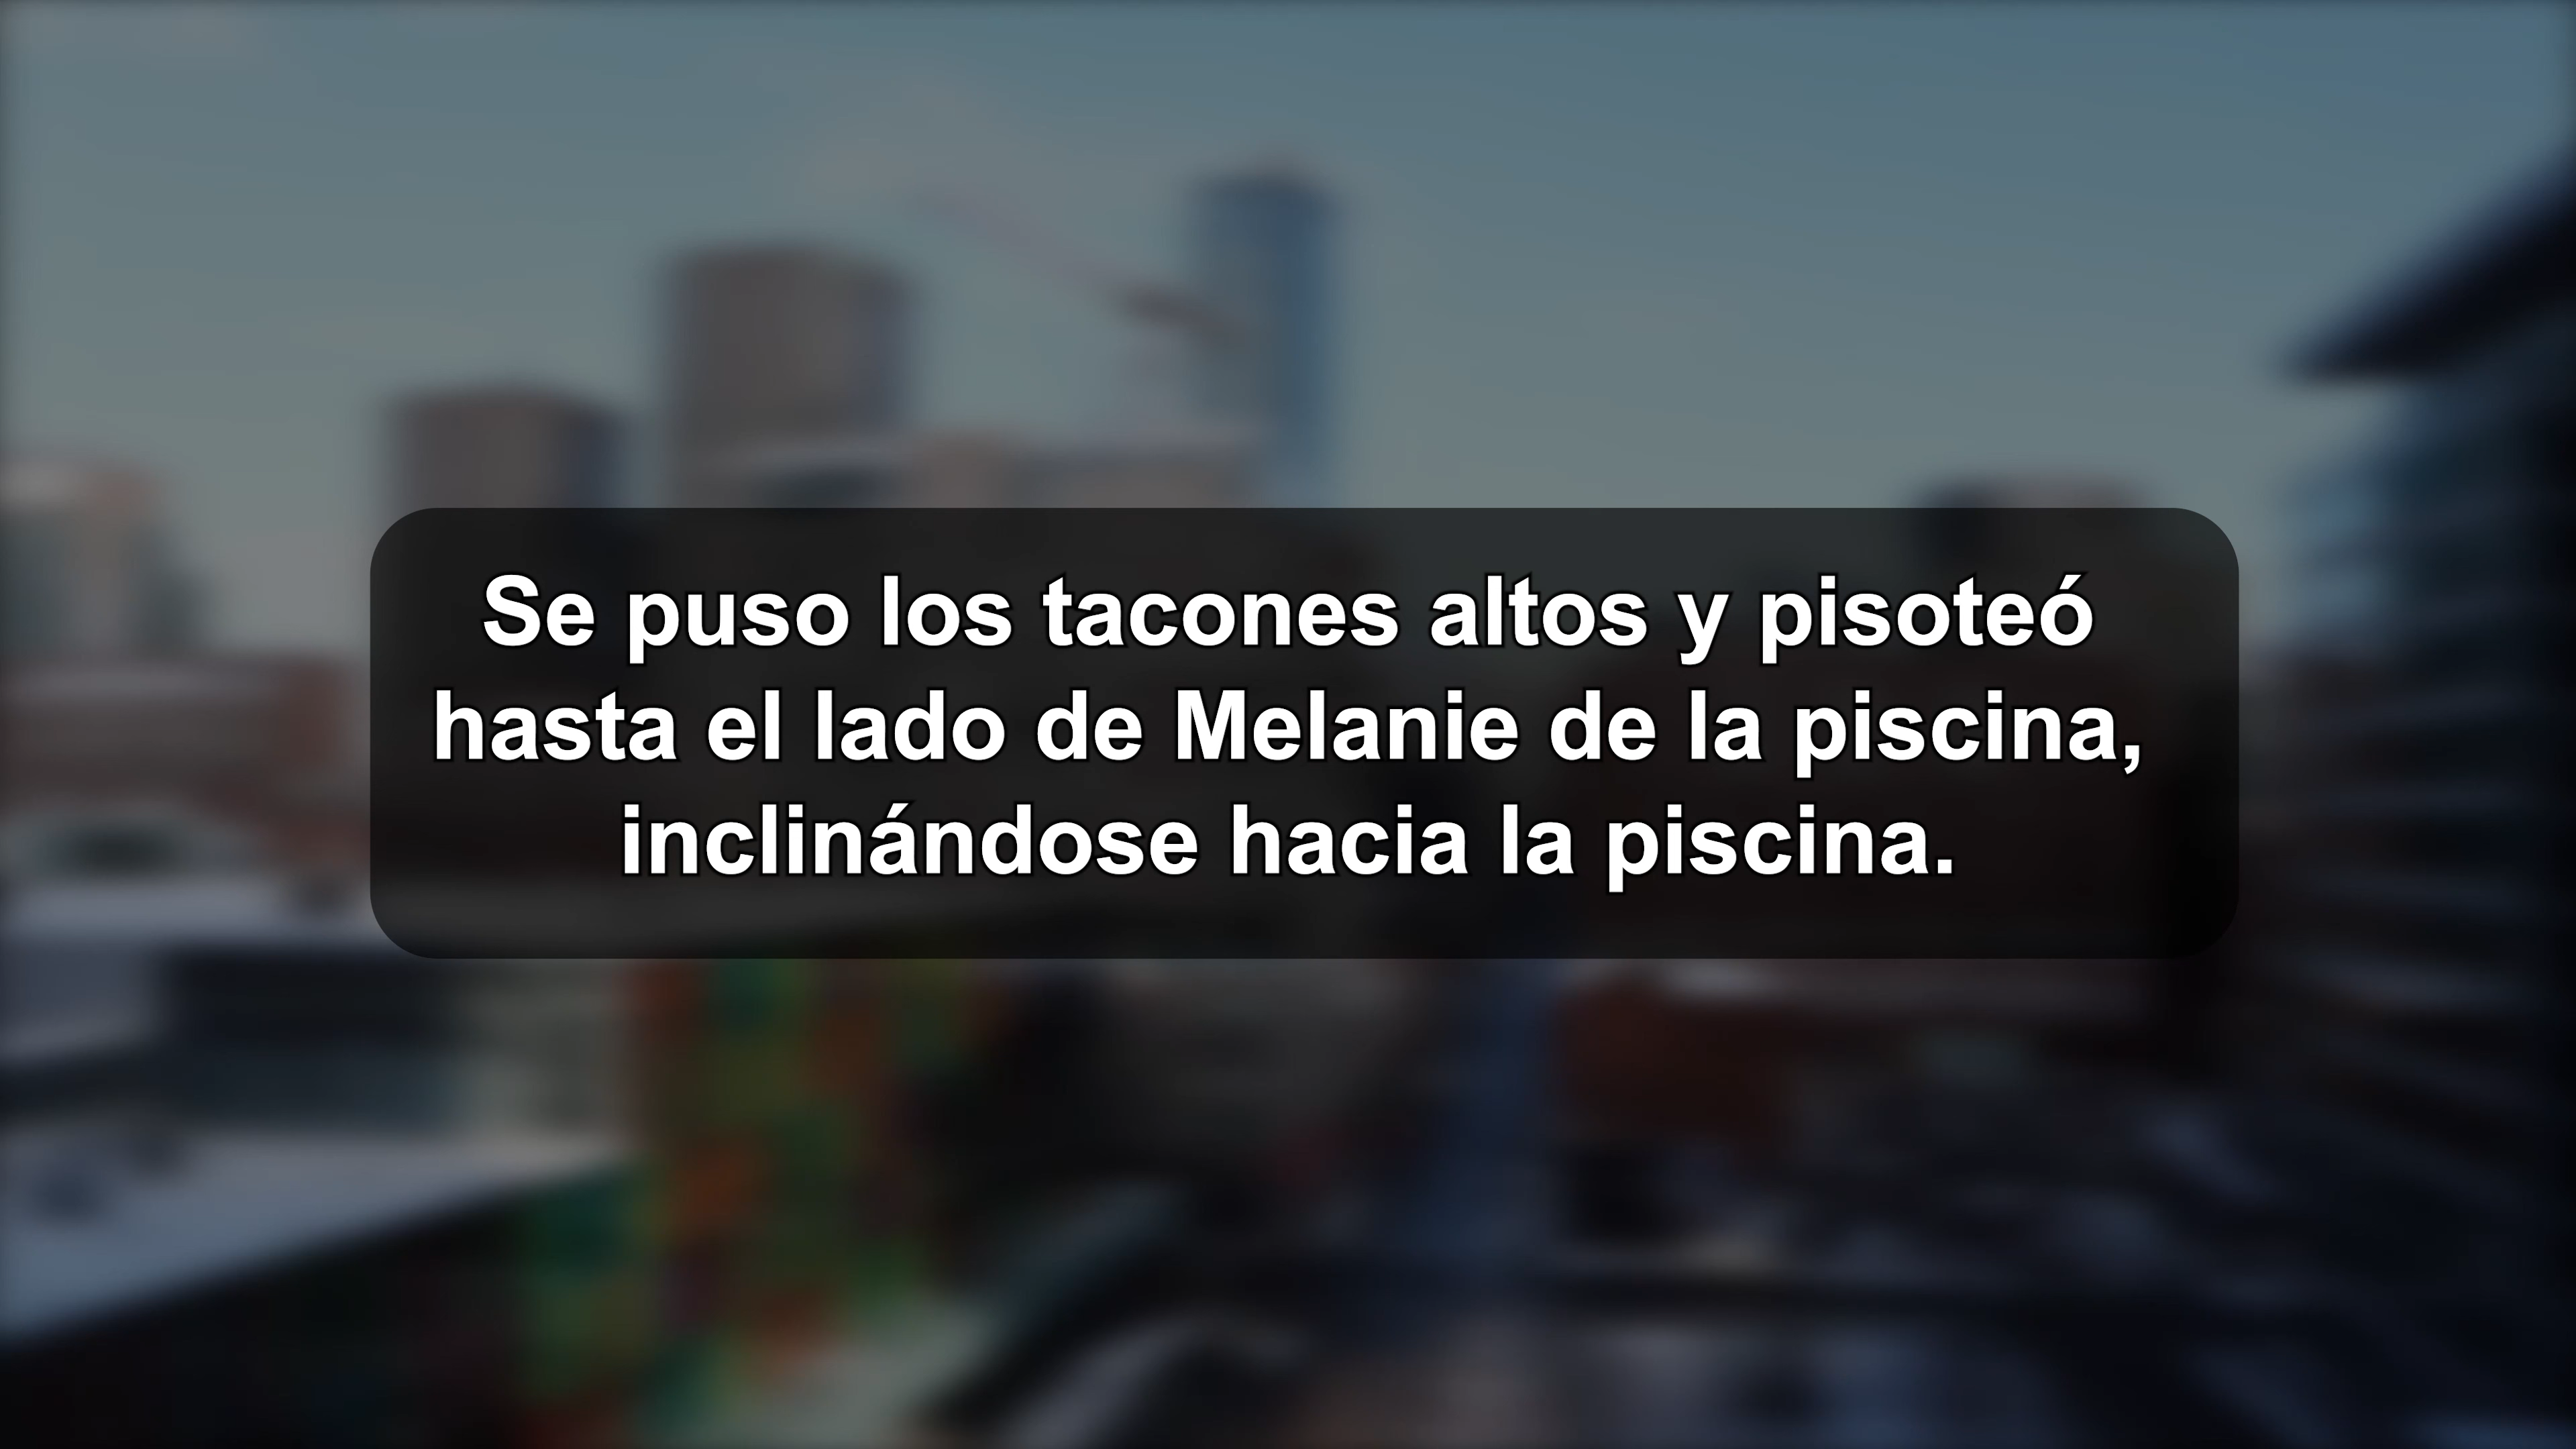 Se puso los tacones altos y pisoteó
hasta el lado de Melanie de la piscina,
inclinándose hacia la piscina.